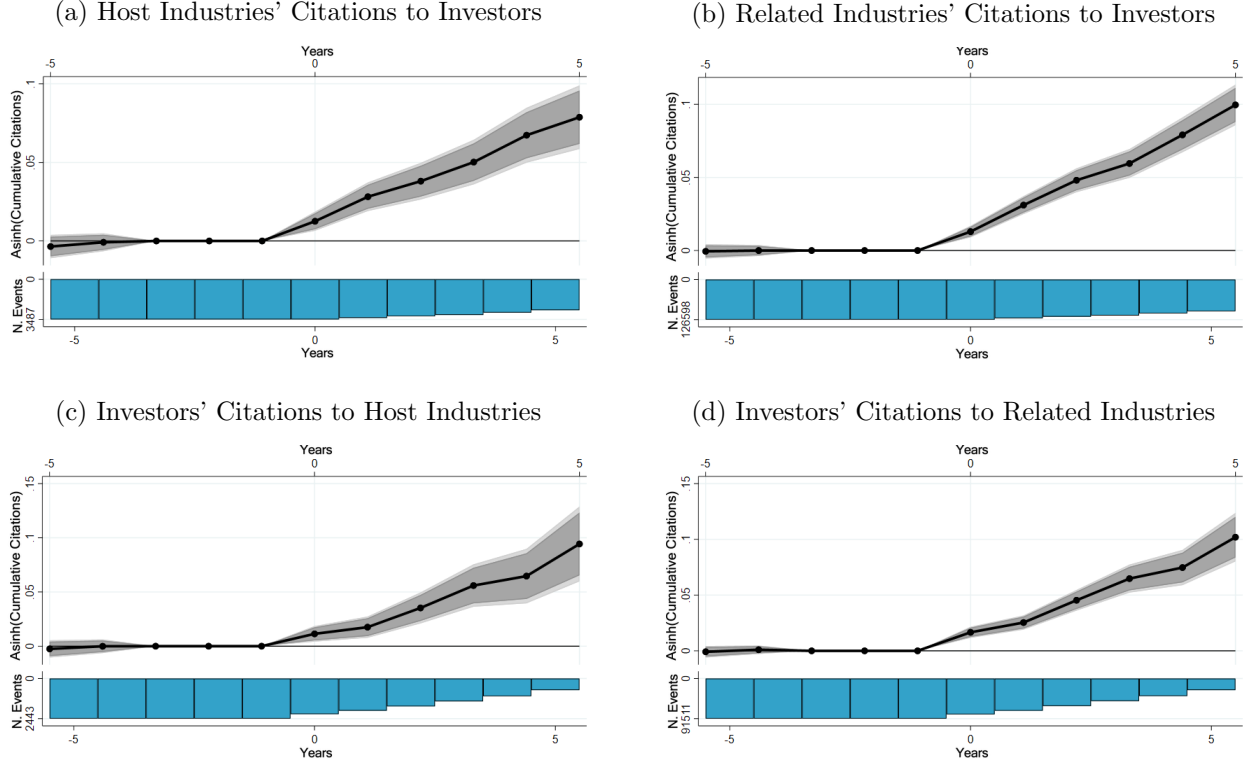 (a) Host Industries' Citations to Investors
Years
-5 0 5
Asinh(Cumulative Citations)
0 .05 .1
N. Events
3487 0
-5 0 5
Years
(b) Related Industries' Citations to Investors
Years
-5 0 5
Asinh(Cumulative Citations)
0 .05 .1
N. Events
126598 0
-5 0 5
Years
(c) Investors' Citations to Host Industries
Years
-5 0 5
Asinh(Cumulative Citations)
0 .05 .1 .15
N. Events
2443 0
-5 0 5
Years
(d) Investors' Citations to Related Industries
Years
-5 0 5
Asinh(Cumulative Citations)
0 .05 .1 .15
N. Events
91511 0
-5 0 5
Years